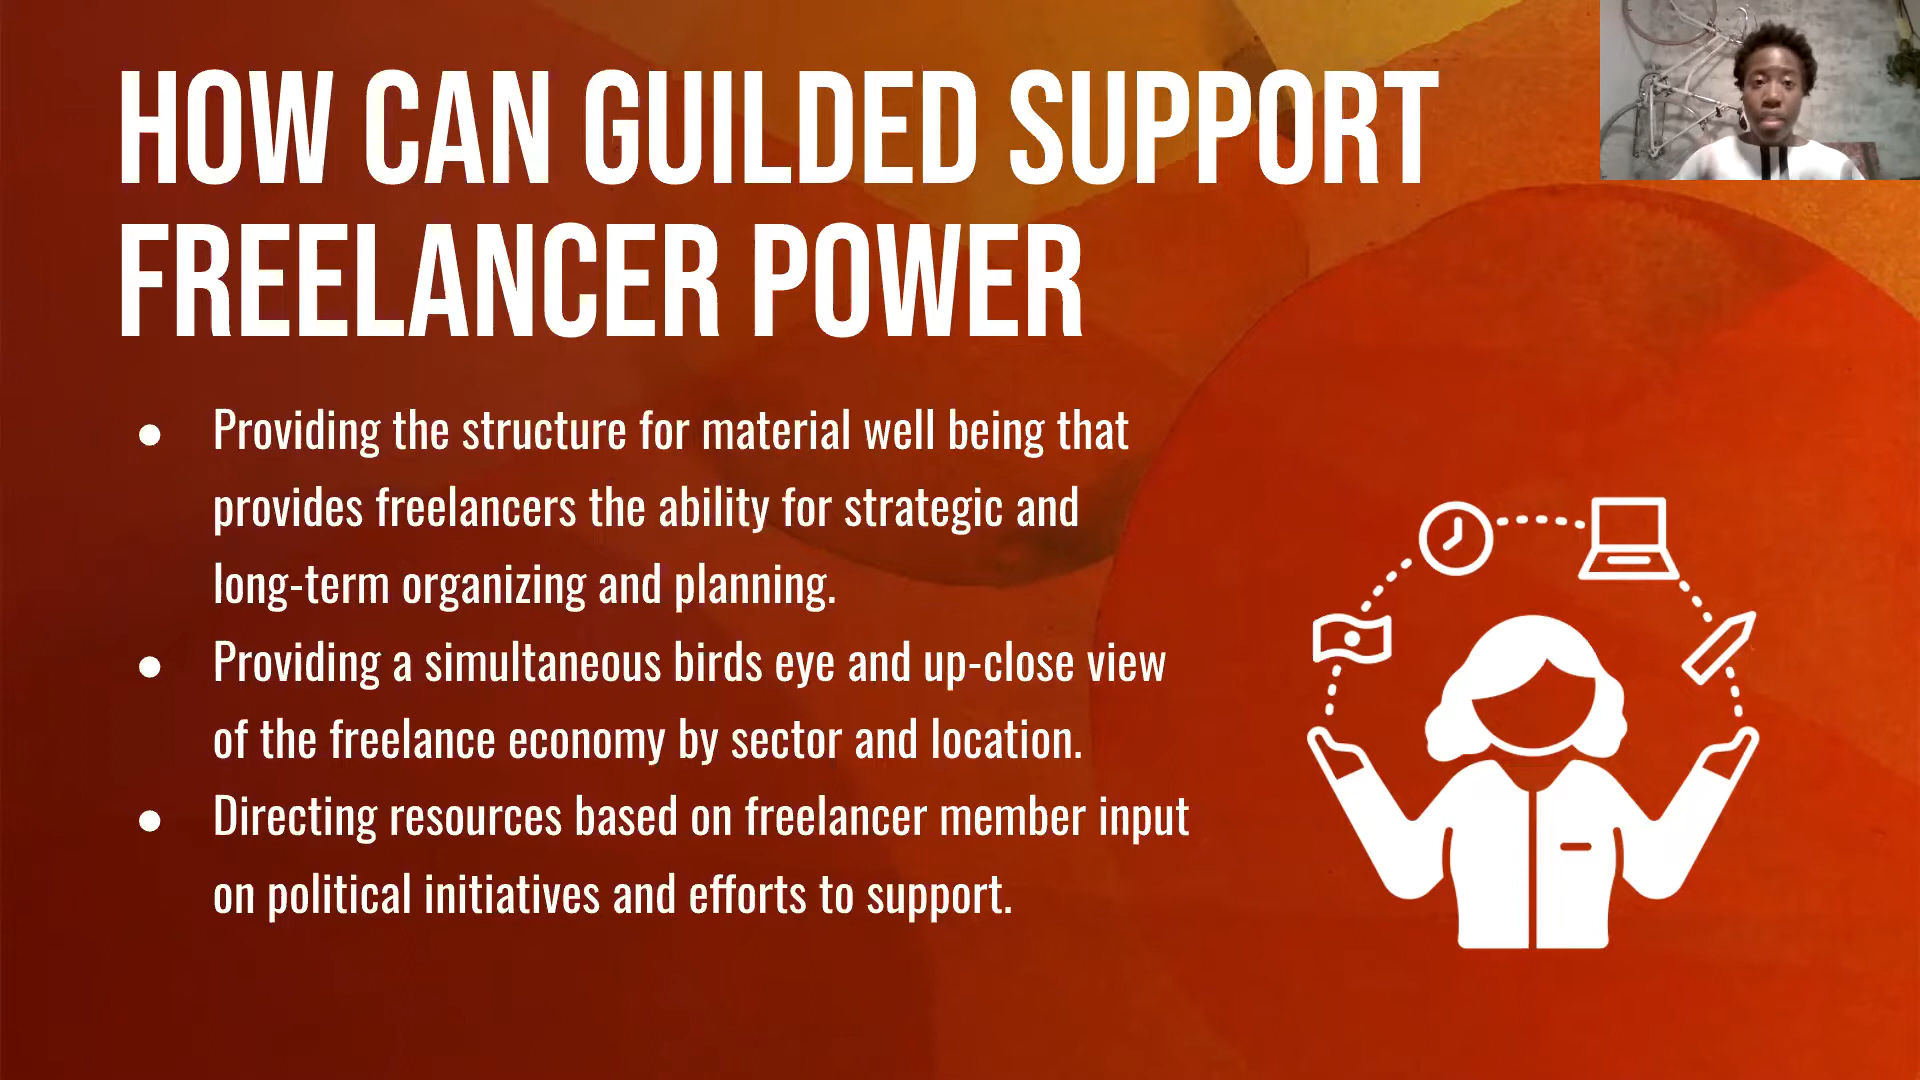 HOW CAN GUILDED SUPPORT
FREELANCER POWER
● Providing the structure for material well being that
provides freelancers the ability for strategic and
long-term organizing and planning.
● Providing a simultaneous birds eye and up-close view
of the freelance economy by sector and location.
● Directing resources based on freelancer member input
on political initiatives and efforts to support.